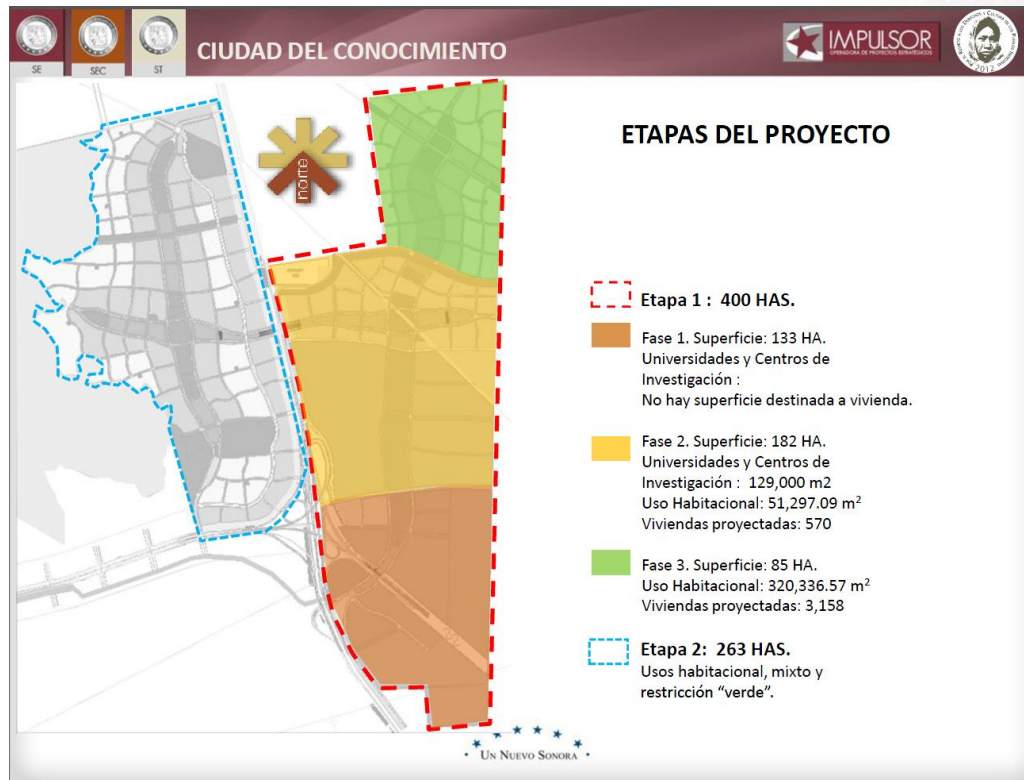 SE
SEC
ST
CIUDAD DEL CONOCIMIENTO
IMPULSOR
OPERADORA DE PROYECTOS ESTRATÉGICOS
2012
norte
ETAPAS DEL PROYECTO
Etapa 1 : 400 HAS.
Fase 1. Superficie: 133 HA.
Universidades y Centros de
Investigación :
No hay superficie destinada a vivienda.
Fase 2. Superficie: 182 HA.
Universidades y Centros de
Investigación : 129,000 m2
Uso Habitacional: 51,297.09 m²
Viviendas proyectadas: 570
Fase 3. Superficie: 85 HA.
Uso Habitacional: 320,336.57 m²
Viviendas proyectadas: 3,158
Etapa 2: 263 HAS.
Usos habitacional, mixto y
restricción “verde”.
UN NUEVO SONORA